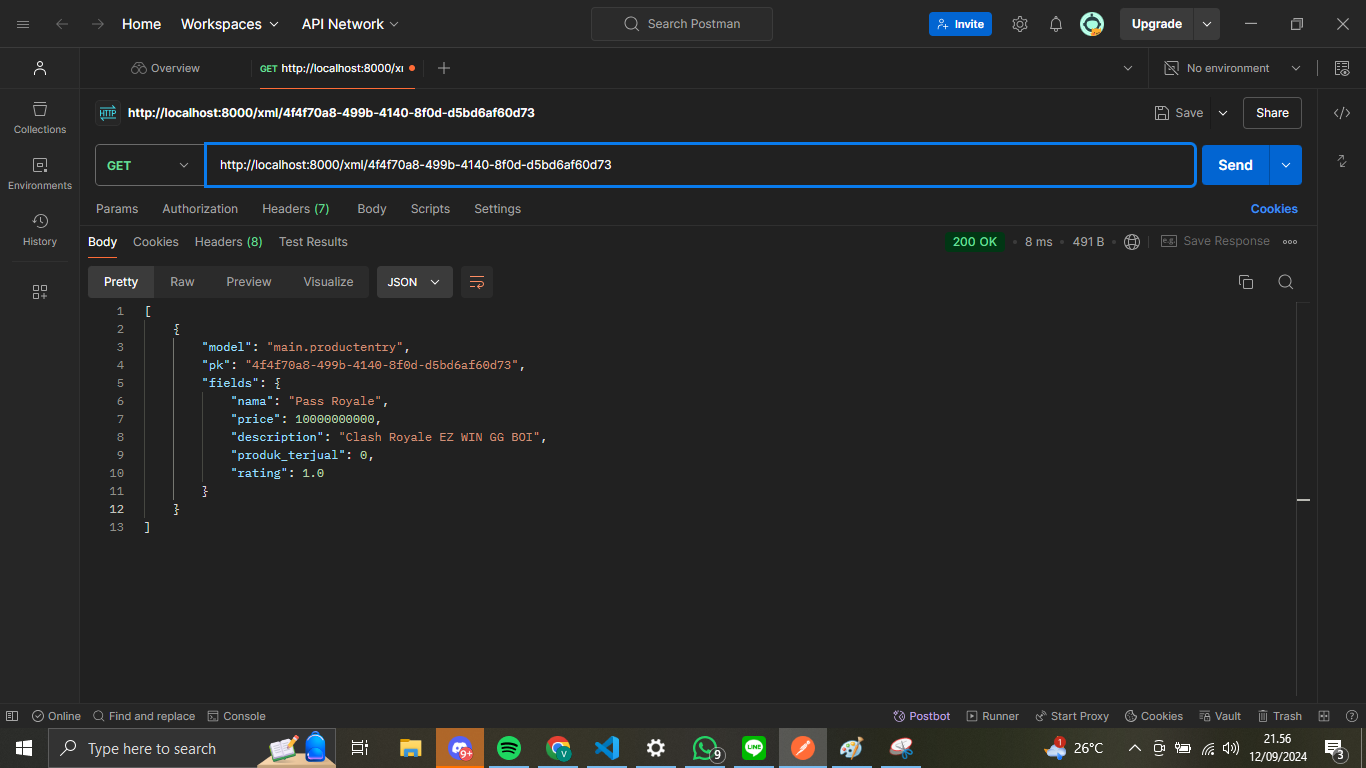 Home Workspaces API Network Search Postman Invite Upgrade
Overview GET http://localhost:8000/x No environment
HTTP http://localhost:8000/xml/4f4f70a8-499b-4140-8f0d-d5bd6af60d73 Save Share
Collections
GET http://localhost:8000/xml/4f4f70a8-499b-4140-8f0d-d5bd6af60d73 Send
Environments
Params Authorization Headers (7) Body Scripts Settings Cookies
History
Body Cookies Headers (8) Test Results 200 OK • 8 ms • 491 B • e.g. Save Response
Pretty Raw Preview Visualize JSON
1 [
2 {
3 "model": "main.productentry",
4 "pk": "4f4f70a8-499b-4140-8f0d-d5bd6af60d73",
5 "fields": {
6 "nama": "Pass Royale",
7 "price": 10000000000,
8 "description": "Clash Royale EZ WIN GG BOI",
9 "produk_terjual": 0,
10 "rating": 1.0
11 }
12 }
13 ]
Online Find and replace Console Postbot Runner Start Proxy Cookies Vault Trash
Type here to search 9+ V 9 LINE 1 26°C 21.56 3
12/09/2024